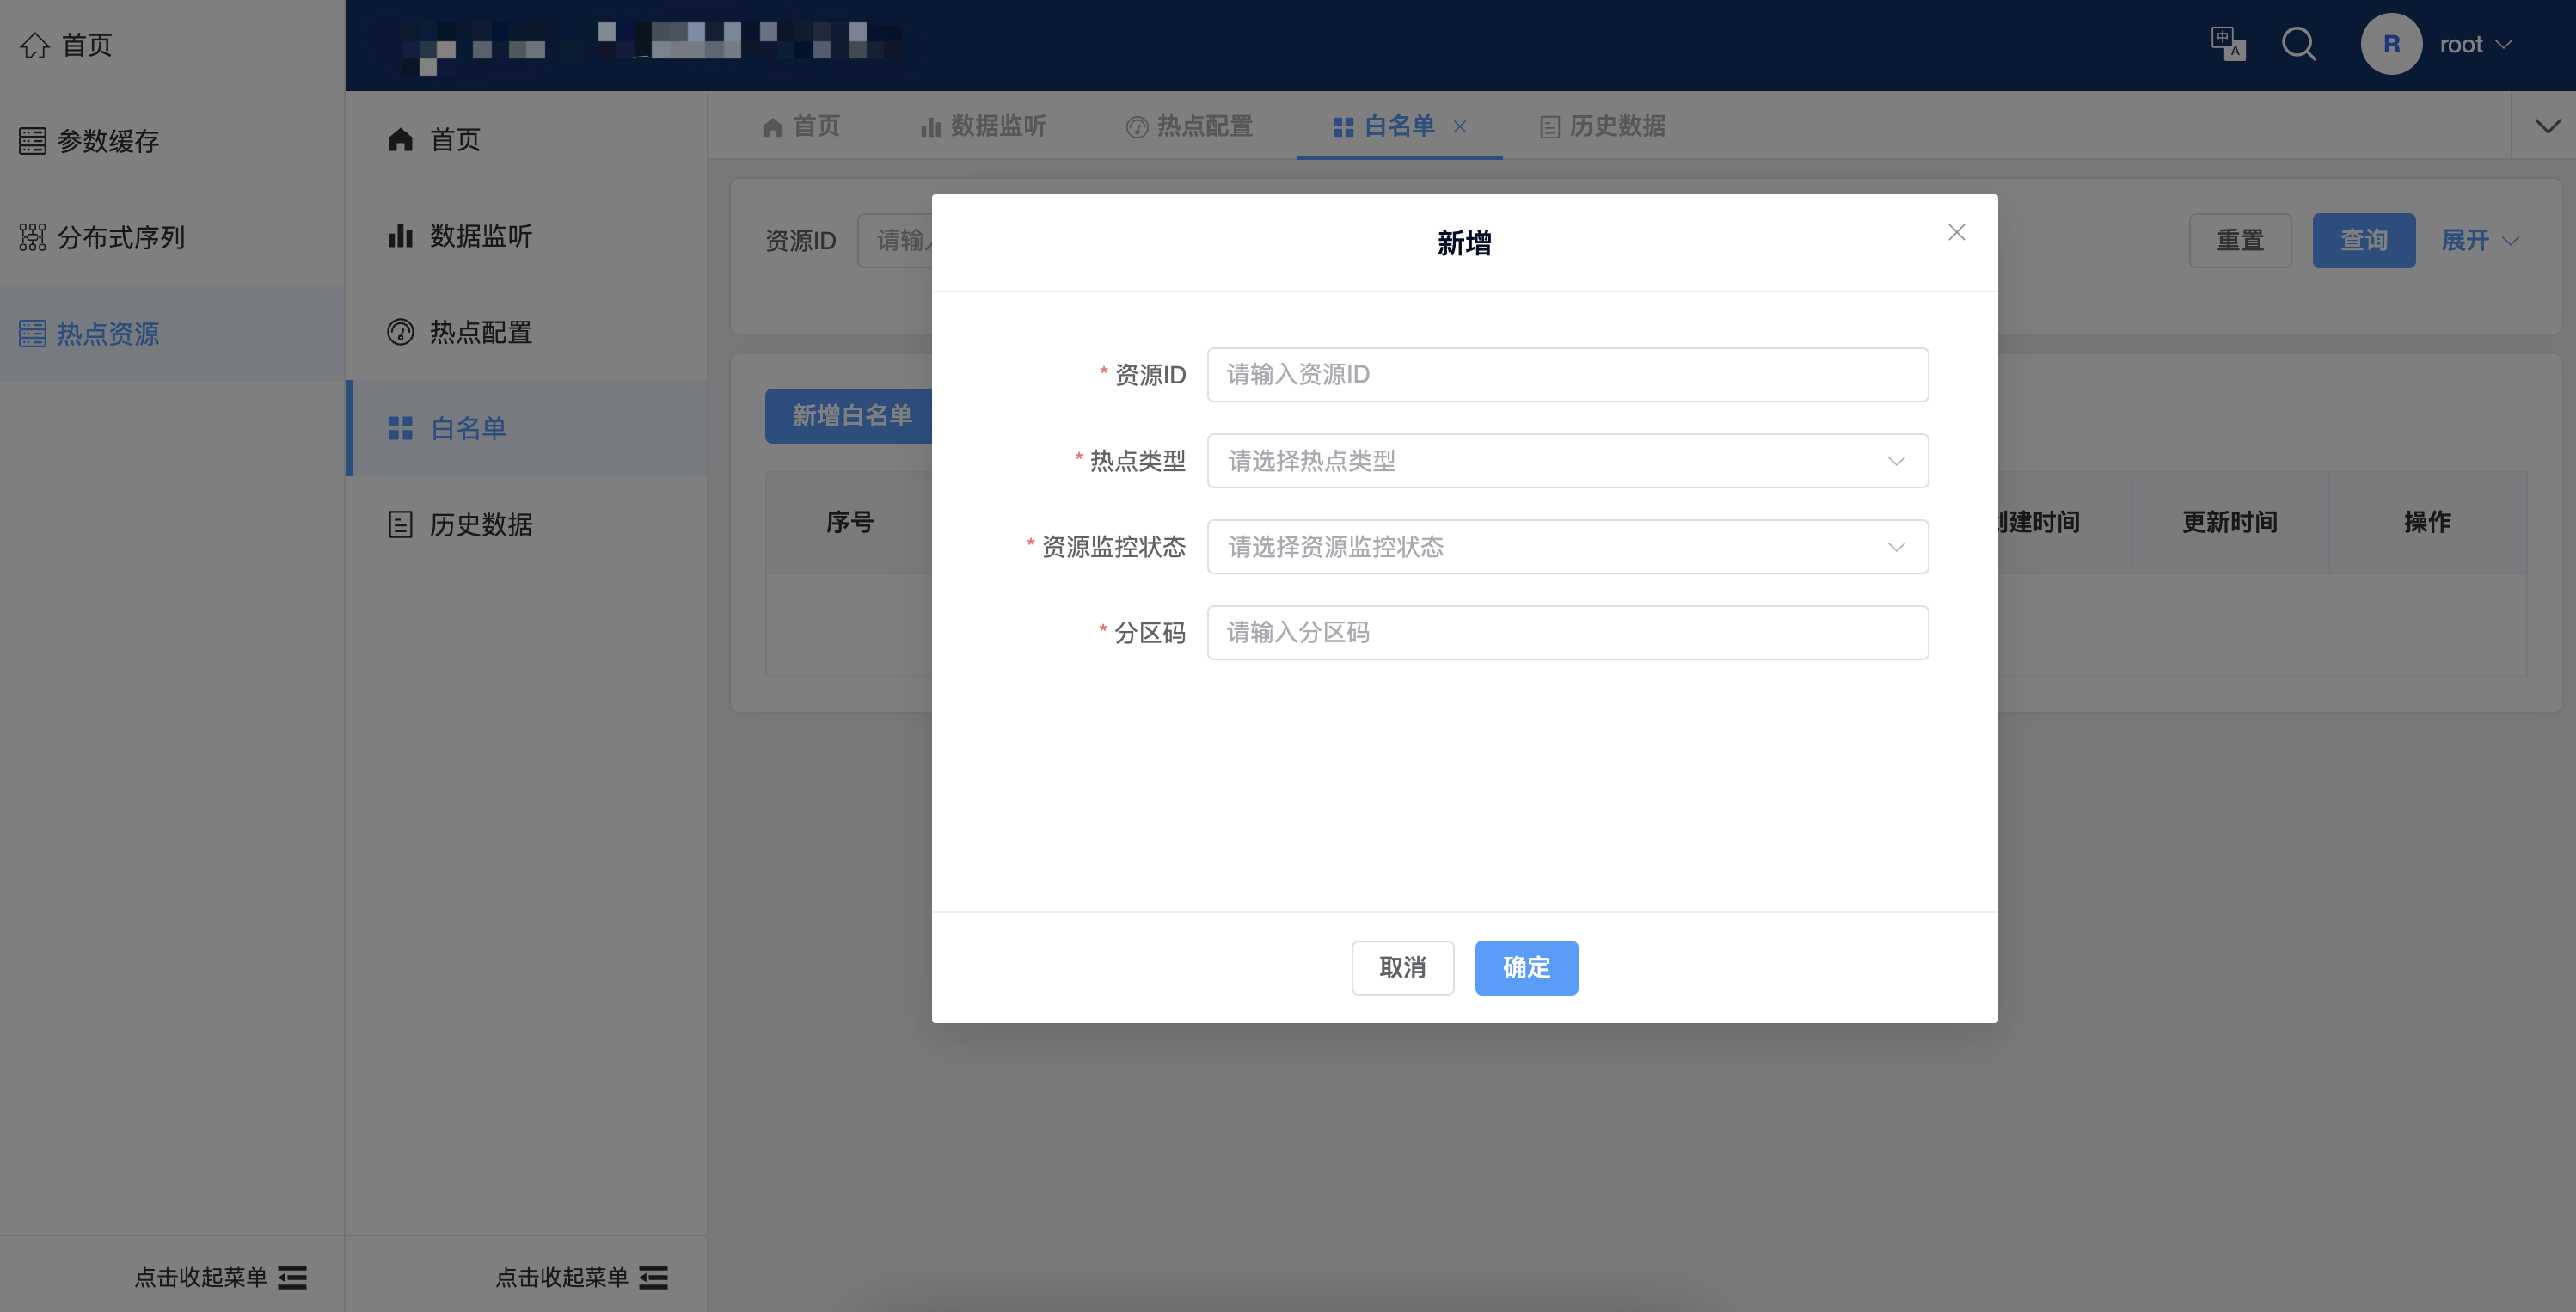 首页
参数缓存
分布式序列
热点资源
点击收起菜单
中 A
R
root
首页
数据监听
热点配置
白名单
历史数据
点击收起菜单
首页
数据监听
热点配置
白名单
历史数据
资源ID
请输
重置
查询
展开
新增白名单
序号
建时间
更新时间
操作
新增
* 资源ID
请输入资源ID
* 热点类型
请选择热点类型
* 资源监控状态
请选择资源监控状态
* 分区码
请输入分区码
取消
确定